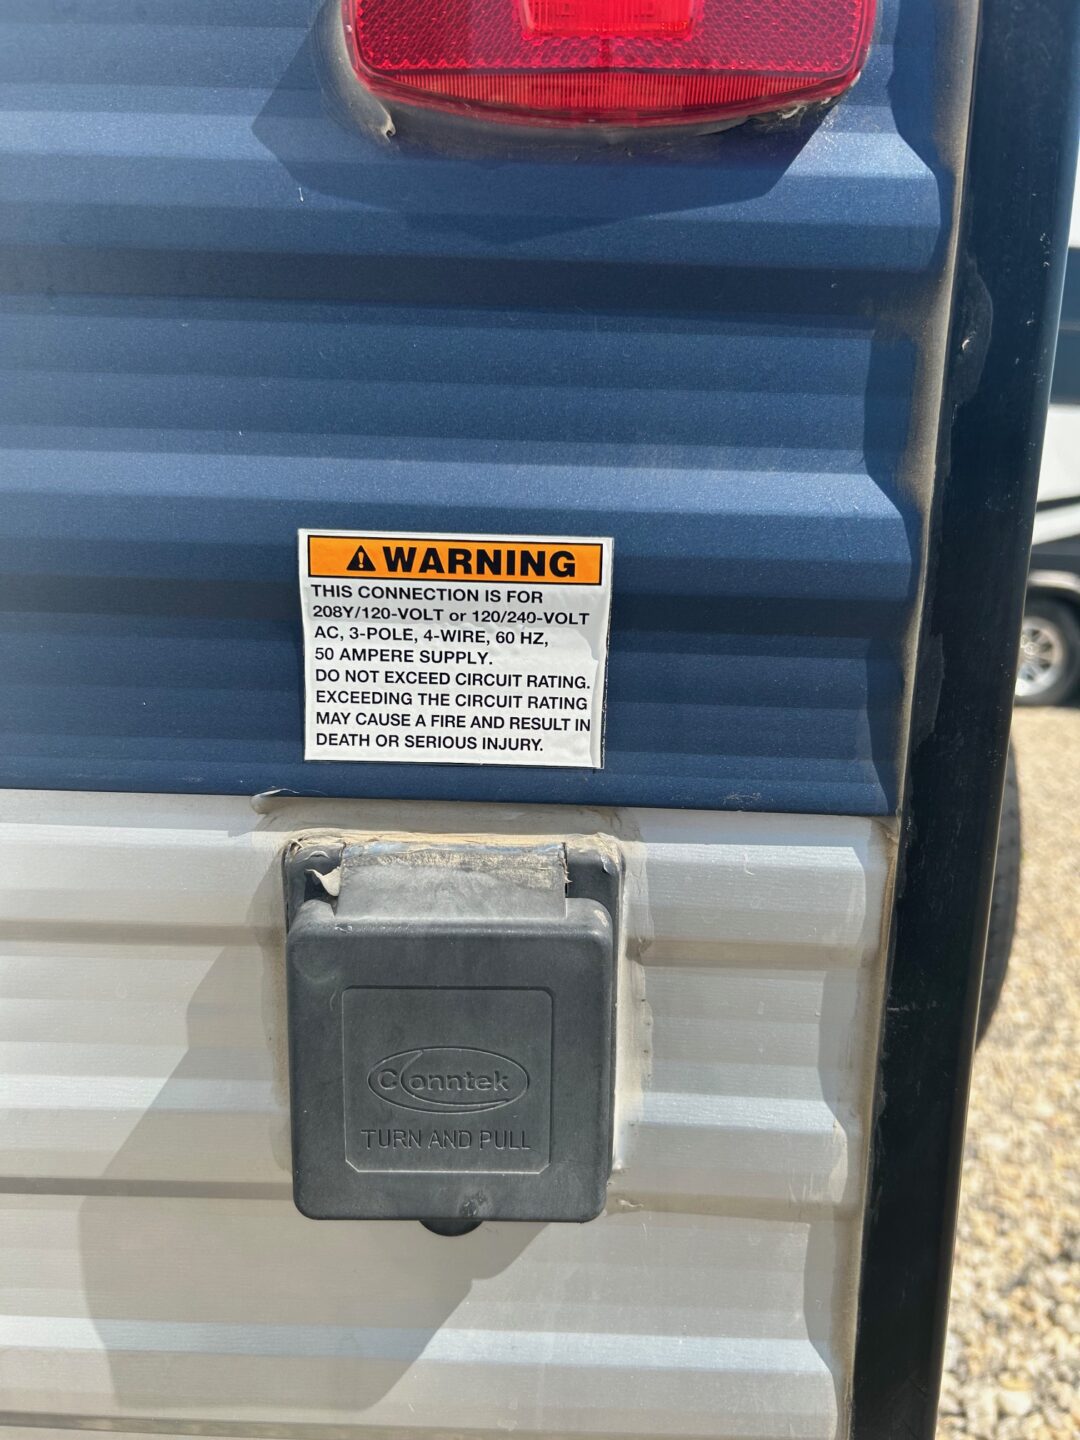 WARNING
THIS CONNECTION IS FOR
208Y/120-VOLT or 120/240-VOLT
AC, 3-POLE, 4-WIRE, 60 HZ,
50 AMPERE SUPPLY.
DO NOT EXCEED CIRCUIT RATING.
EXCEEDING THE CIRCUIT RATING
MAY CAUSE A FIRE AND RESULT IN
DEATH OR SERIOUS INJURY.
Conntek
TURN AND PULL